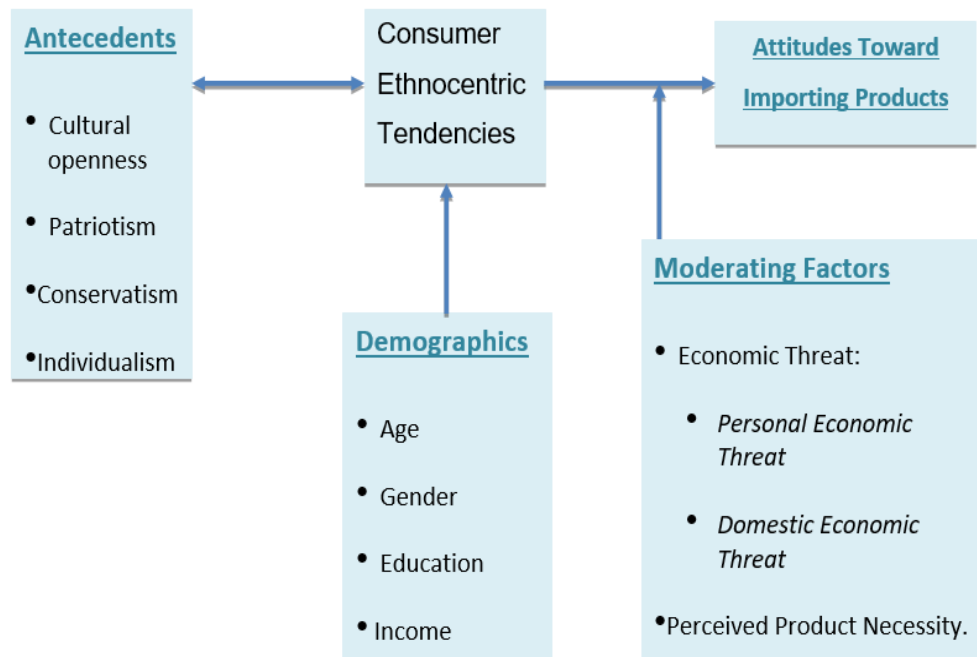 Antecedents
• Cultural
openness
• Patriotism
•Conservatism
•Individualism
Consumer
Ethnocentric
Tendencies
Attitudes Toward
Importing Products
Demographics
• Age
• Gender
• Education
• Income
Moderating Factors
• Economic Threat:
• Personal Economic
Threat
• Domestic Economic
Threat
•Perceived Product Necessity.